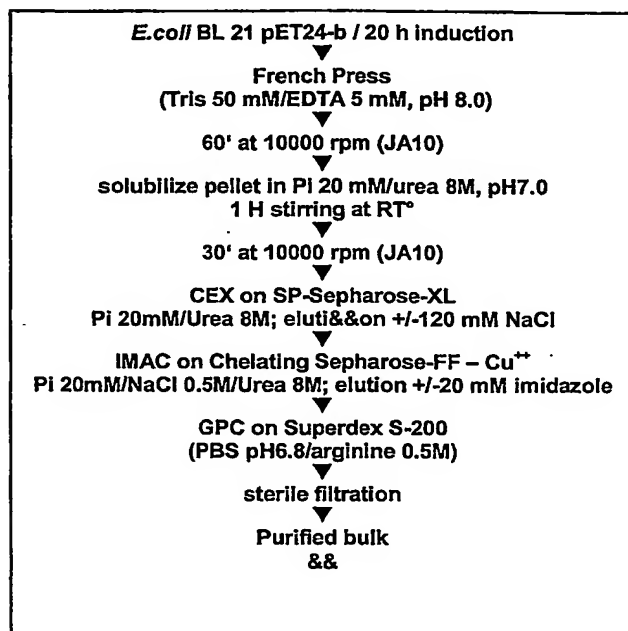 E.coli BL 21 pET24-b / 20 h induction
French Press
(Tris 50 mM/EDTA 5 mM, pH 8.0)
60' at 10000 rpm (JA10)
solubilize pellet in Pi 20 mM/urea 8M, pH7.0
1 H stirring at RT°
30' at 10000 rpm (JA10)
CEX on SP-Sepharose-XL
Pi 20mM/Urea 8M; eluti&&on +/-120 mM NaCl
IMAC on Chelating Sepharose-FF – Cu++
Pi 20mM/NaCl 0.5M/Urea 8M; elution +/-20 mM imidazole
GPC on Superdex S-200
(PBS pH6.8/arginine 0.5M)
sterile filtration
Purified bulk
&&